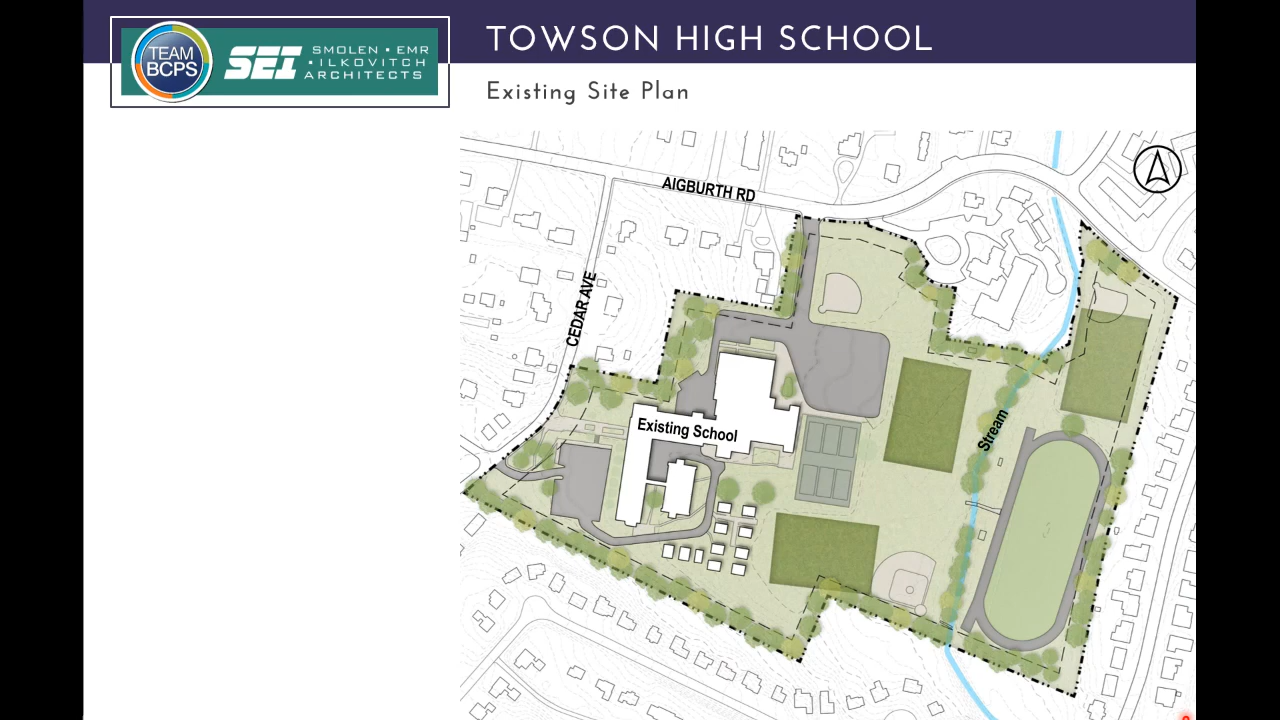 TEAM
BCPS
SEI
SMOLEN ▪ EMR
▪ ILKOVITCH
ARCHITECTS
TOWSON HIGH SCHOOL
Existing Site Plan
AIGBURTH RD
CEDAR AVE
Existing School
Stream